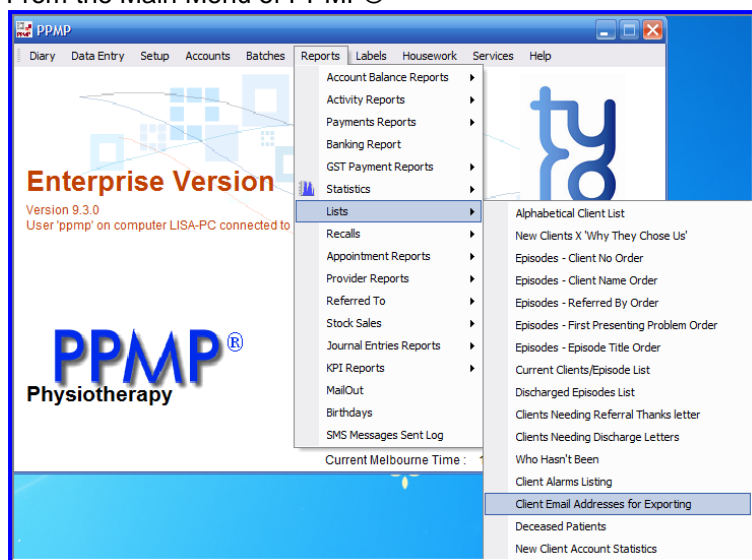 From the Main Menu of PPMP®
PPMP
Diary Data Entry Setup Accounts Batches Reports Labels Housework Services Help
Account Balance Reports
Activity Reports
Payments Reports
Banking Report
GST Payment Reports
Statistics
Lists
Recalls
Appointment Reports
Provider Reports
Referred To
Stock Sales
Journal Entries Reports
KPI Reports
MailOut
Birthdays
SMS Messages Sent Log
tyro
Enterprise Version
Version 9.3.0
User 'ppmp' on computer LISA-PC connected to
PPMP®
Physiotherapy
Current Melbourne Time :
Alphabetical Client List
New Clients X 'Why They Chose Us'
Episodes - Client No Order
Episodes - Client Name Order
Episodes - Referred By Order
Episodes - First Presenting Problem Order
Episodes - Episode Title Order
Current Clients/Episode List
Discharged Episodes List
Clients Needing Referral Thanks letter
Clients Needing Discharge Letters
Who Hasn't Been
Client Alarms Listing
Client Email Addresses for Exporting
Deceased Patients
New Client Account Statistics